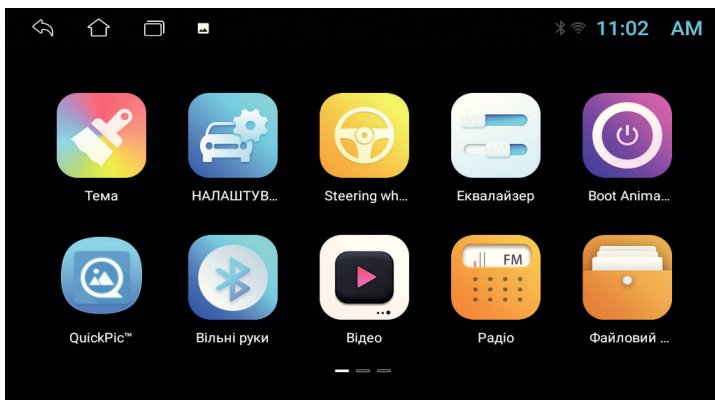 11:02 AM
FM
Тема НАЛАШТУВ... Steering wh... Еквалайзер Boot Anima...
QuickPic™ Вільні руки Відео Радіо Файловий ...